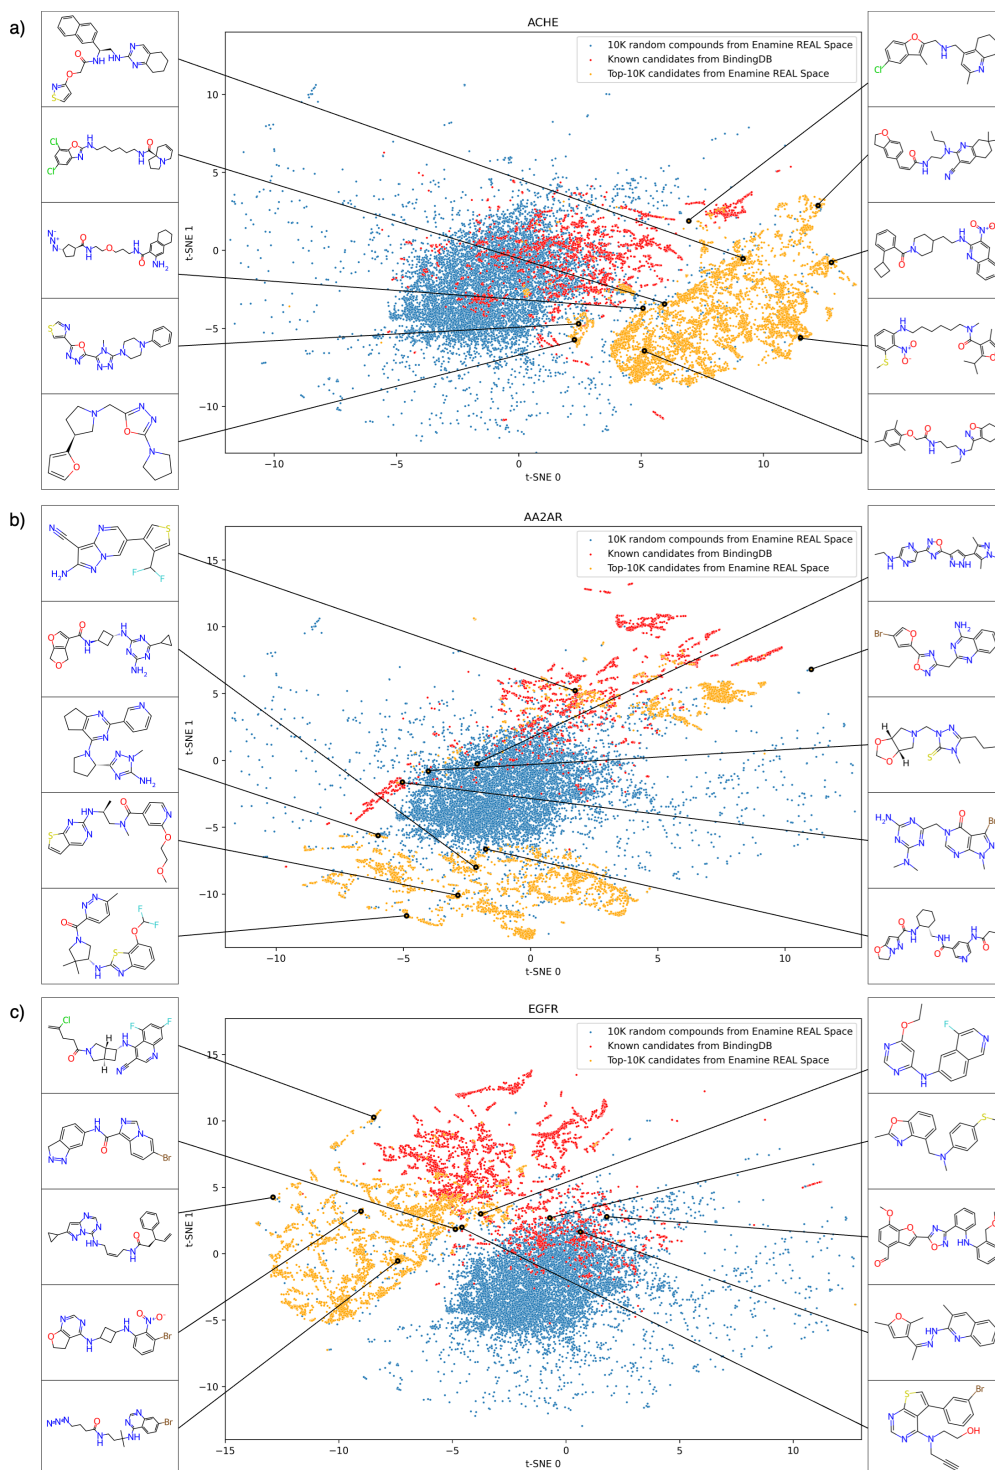 a)
ACHE
10K random compounds from Enamine REAL Space
Known candidates from BindingDB
Top-10K candidates from Enamine REAL Space
t-SNE 1
10
5
0
−5
−10
−10
−5
0
5
10
t-SNE 0
b)
AA2AR
10K random compounds from Enamine REAL Space
Known candidates from BindingDB
Top-10K candidates from Enamine REAL Space
t-SNE 1
15
10
5
0
−5
−10
−10
−5
0
5
10
t-SNE 0
c)
EGFR
10K random compounds from Enamine REAL Space
Known candidates from BindingDB
Top-10K candidates from Enamine REAL Space
t-SNE 1
15
10
5
0
−5
−10
−15
−10
−5
0
5
10
t-SNE 0